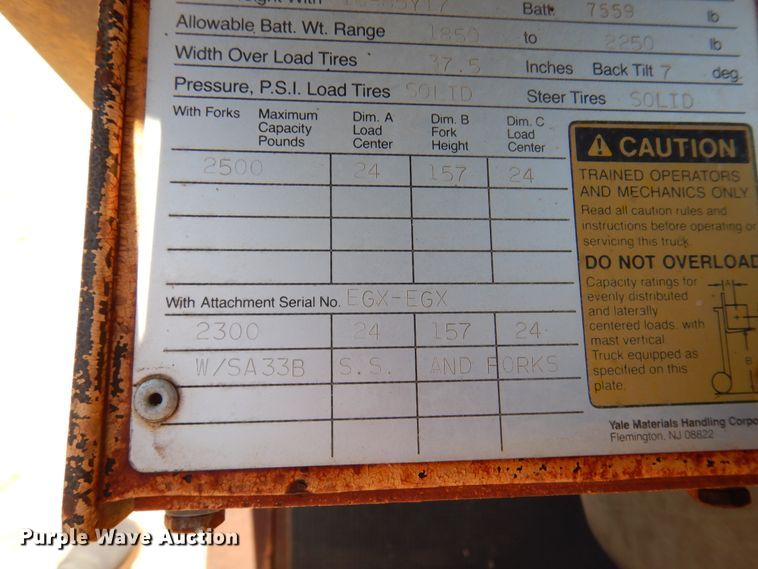 Batt. 7559 lb
Allowable Batt. Wt. Range 1850 to 2250 lb
Width Over Load Tires 37.5 Inches Back Tilt 7 deg.
Pressure, P.S.I. Load Tires SOLID Steer Tires SOLID
With Forks Maximum Capacity Pounds Dim. A Load Center Dim. B Fork Height Dim. C Load Center
2500 24 157 24
With Attachment Serial No. EGX-EGX
2300 24 157 24
W/SA33B S.S. AND FORKS
CAUTION
TRAINED OPERATORS
AND MECHANICS ONLY
Read all caution rules and
instructions before operating or
servicing this truck.
DO NOT OVERLOAD
Capacity ratings for
evenly distributed
and laterally
centered loads, with
mast vertical.
Truck equipped as
specified on this
plate.
A
B
Yale Materials Handling Corpo
Flemington, NJ 08822
Purple Wave Auction